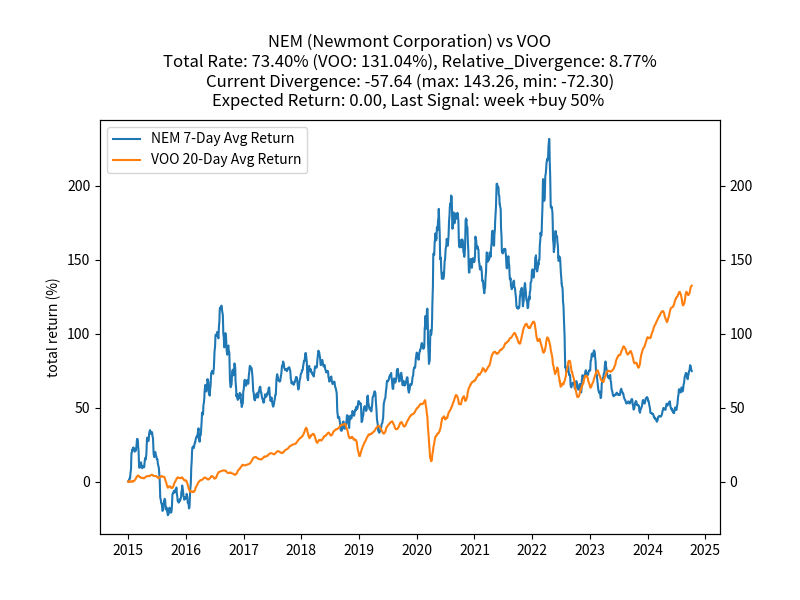 NEM (Newmont Corporation) vs VOO
Total Rate: 73.40% (VOO: 131.04%), Relative_Divergence: 8.77%
Current Divergence: -57.64 (max: 143.26, min: -72.30)
Expected Return: 0.00, Last Signal: week +buy 50%
NEM 7-Day Avg Return
VOO 20-Day Avg Return
total return (%)
200
150
100
50
0
200
150
100
50
0
2015 2016 2017 2018 2019 2020 2021 2022 2023 2024 2025